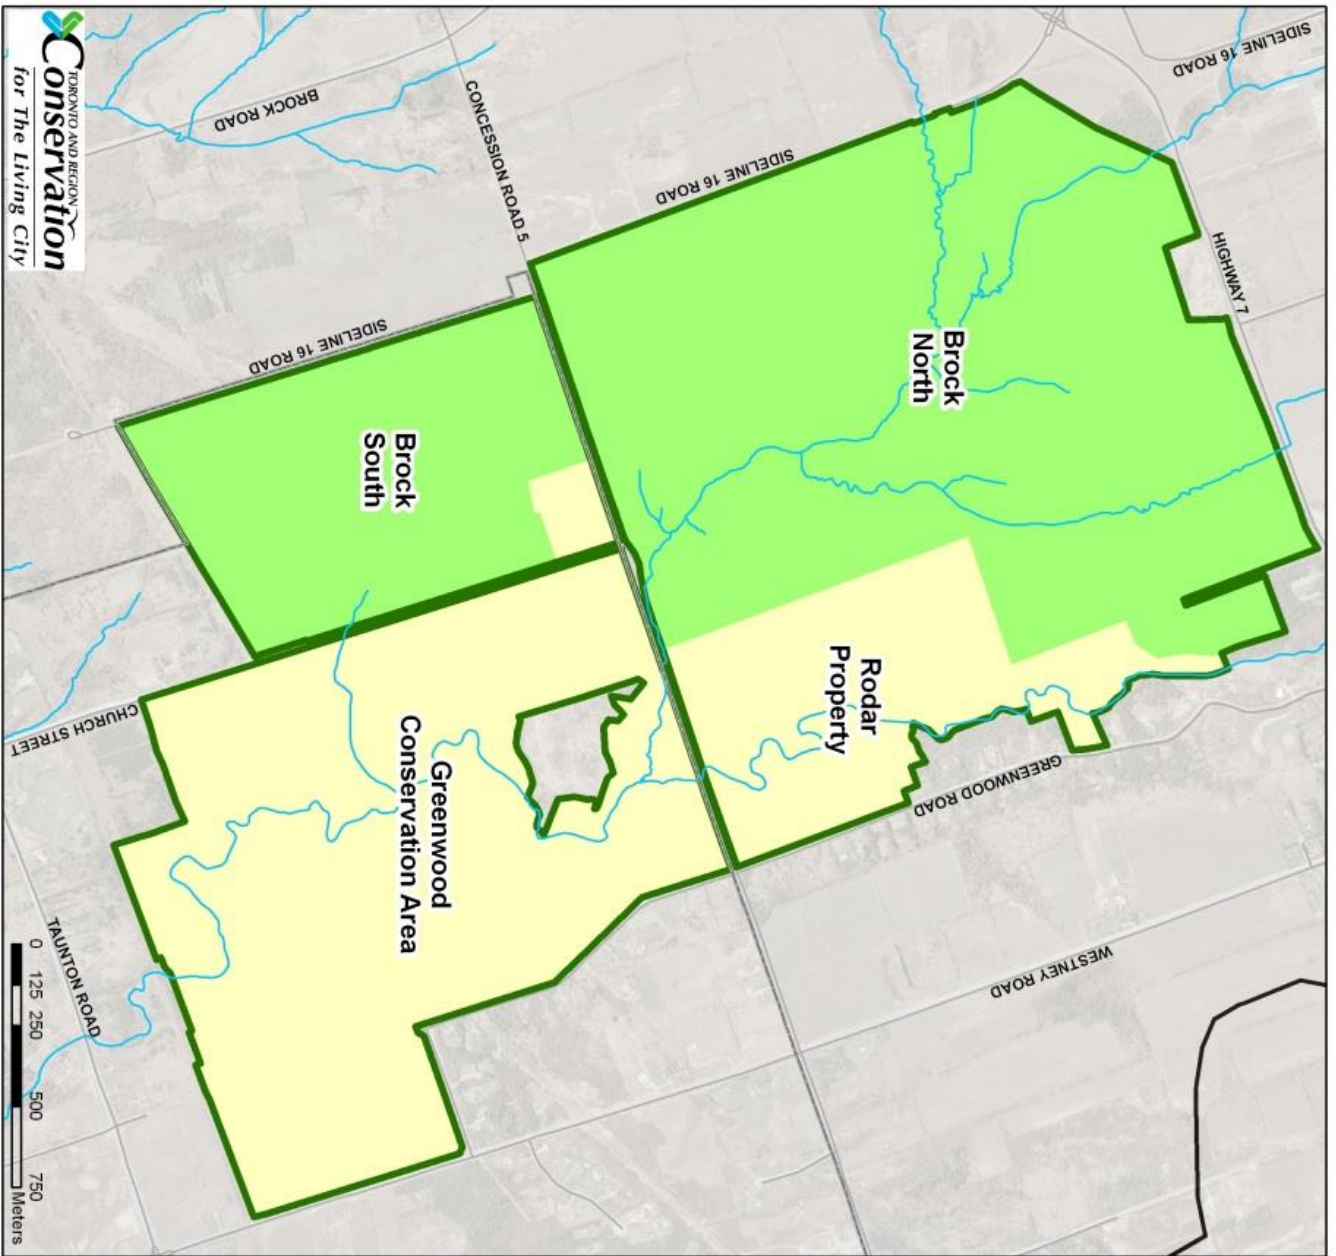 SIDELINE 16 ROAD
HIGHWAY 7
BROCK ROAD
CONCESSION ROAD 5
SIDELINE 16 ROAD
Brock
North
SIDELINE 16 ROAD
Brock
South
Rodar
Property
GREENWOOD ROAD
Greenwood
Conservation Area
CHURCH STREET
WESTNEY ROAD
TAUNTON ROAD
TORONTO AND REGION
Conservation
for The Living City
0 125 250 500 750
Meters